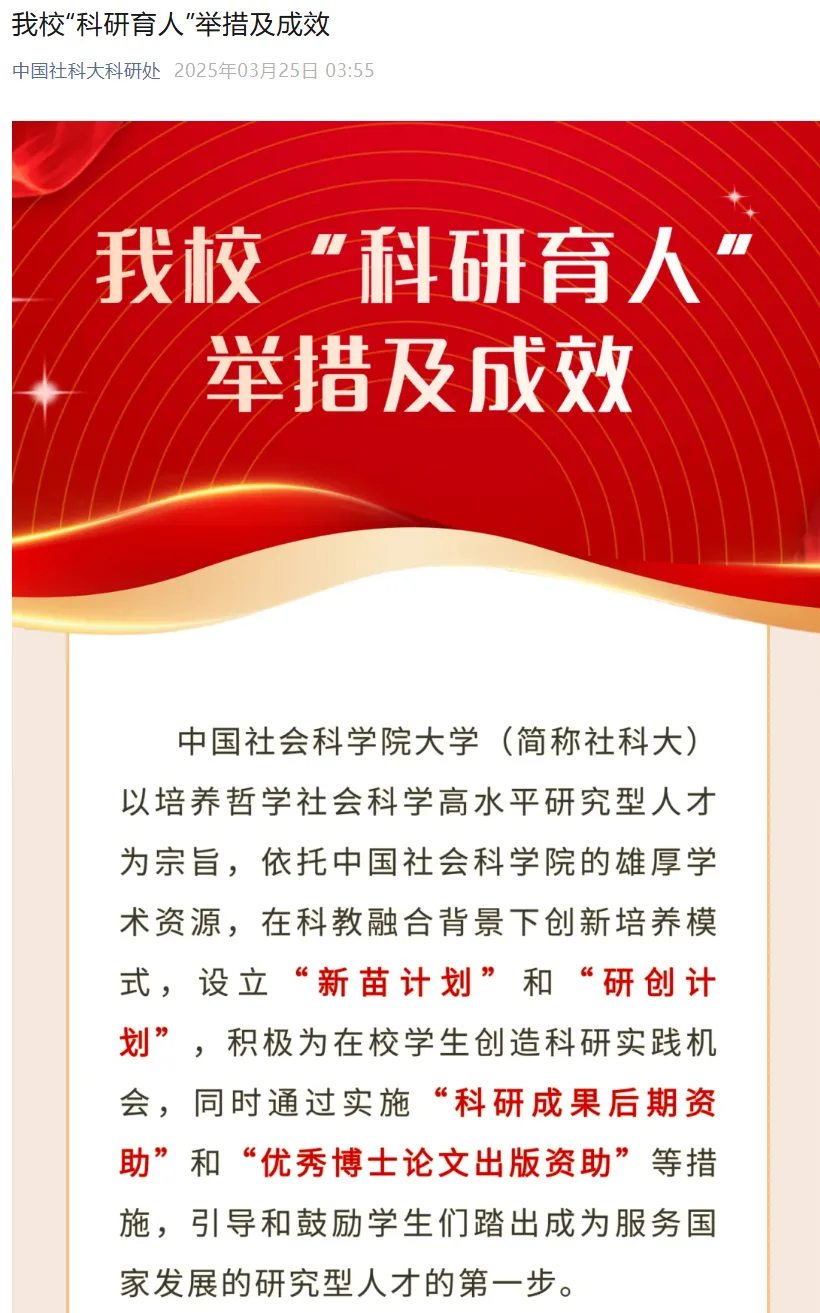 我校“科研育人”举措及成效
中国社科大科研处 2025年03月25日 03:55
我校“科研育人“
举措及成效
中国社会科学院大学（简称社科大）
以培养哲学社会科学高水平研究型人才
为宗旨，依托中国社会科学院的雄厚学
术资源，在科教融合背景下创新培养模
式，设立“新苗计划”和“研创计
划”，积极为在校学生创造科研实践机
会，同时通过实施“科研成果后期资
助”和“优秀博士论文出版资助”等措
施，引导和鼓励学生们踏出成为服务国
家发展的研究型人才的第一步。